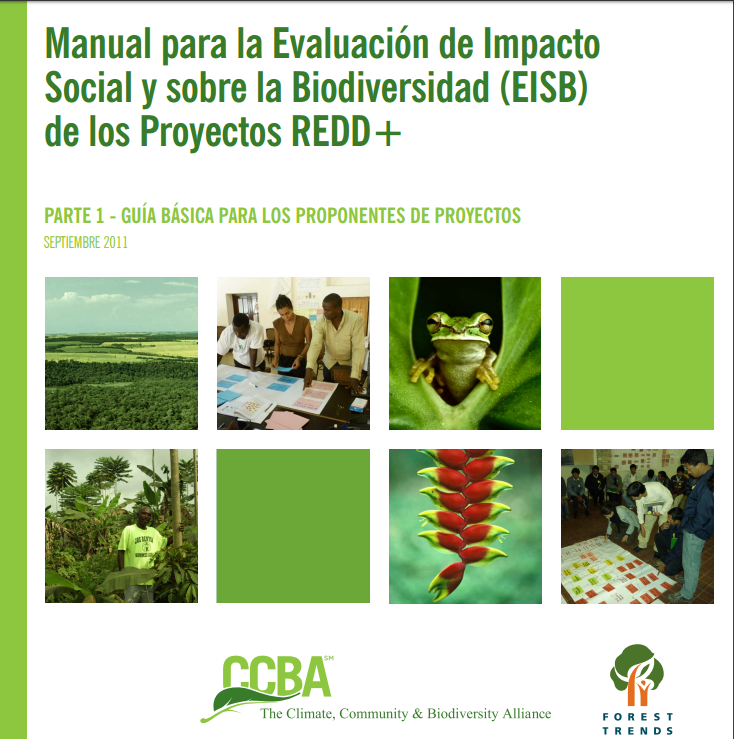 Manual para la Evaluación de Impacto
Social y sobre la Biodiversidad (EISB)
de los Proyectos REDD+
PARTE 1 - GUÍA BÁSICA PARA LOS PROPONENTES DE PROYECTOS
SEPTIEMBRE 2011
CCBA SM
The Climate, Community & Biodiversity Alliance
FOREST
TRENDS